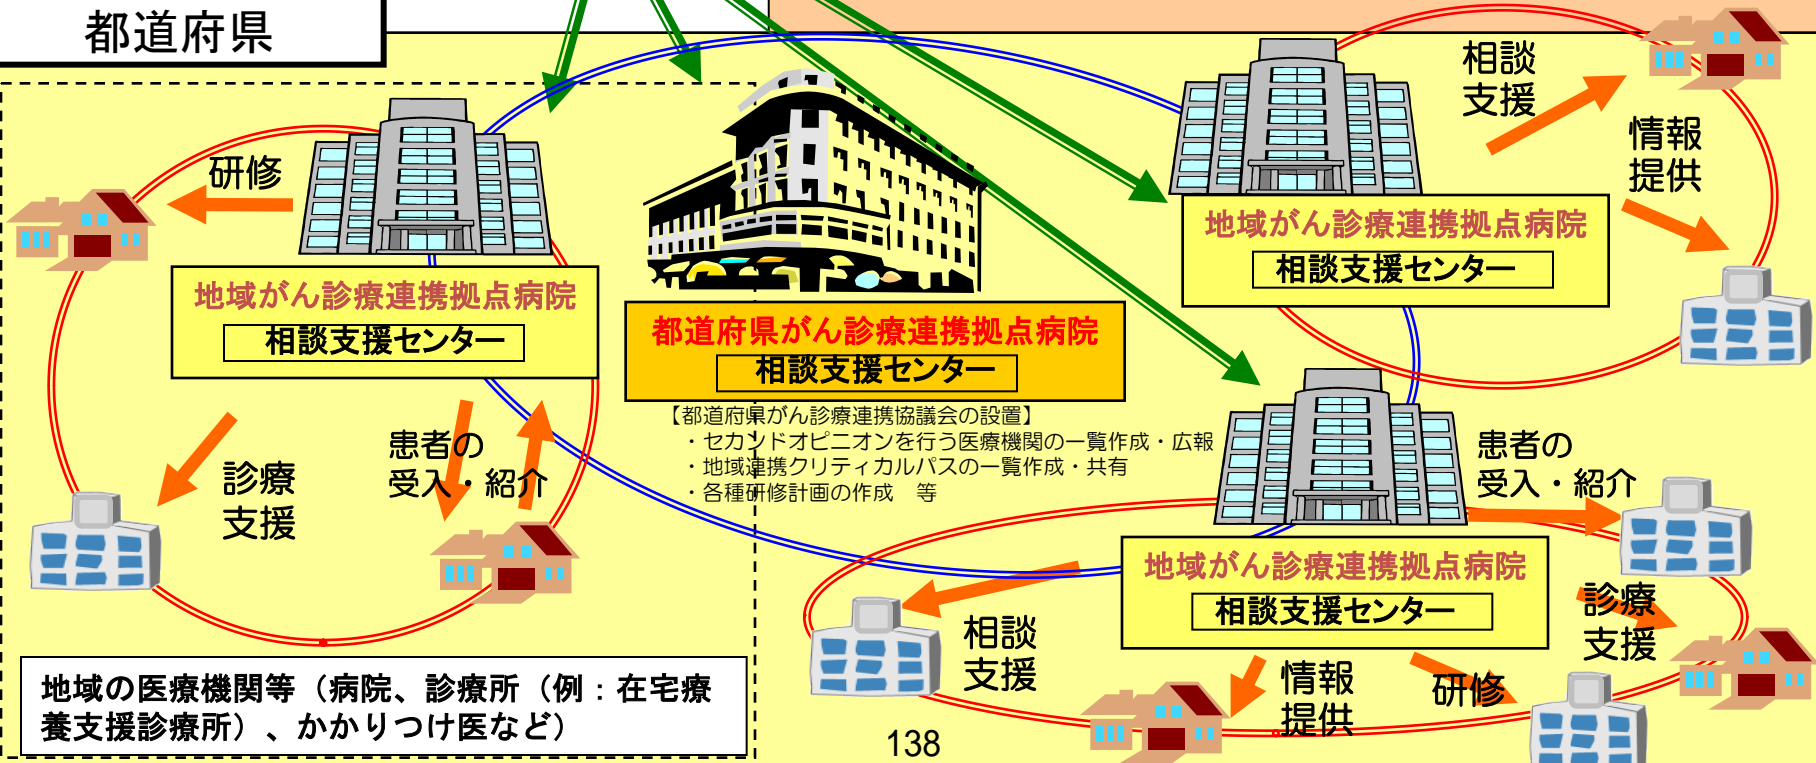 都道府県
研修
地域がん診療連携拠点病院
相談支援センター
診療
支援
患者の
受入・紹介
地域の医療機関等（病院、診療所（例：在宅療
養支援診療所）、かかりつけ医など）
都道府県がん診療連携拠点病院
相談支援センター
【都道府県がん診療連携協議会の設置】
・セカンドオピニオンを行う医療機関の一覧作成・広報
・地域連携クリティカルパスの一覧作成・共有
・各種研修計画の作成　等
相談
支援
情報
提供
地域がん診療連携拠点病院
相談支援センター
患者の
受入・紹介
地域がん診療連携拠点病院
相談支援センター
診療
支援
相談
支援
情報
提供
研修
138